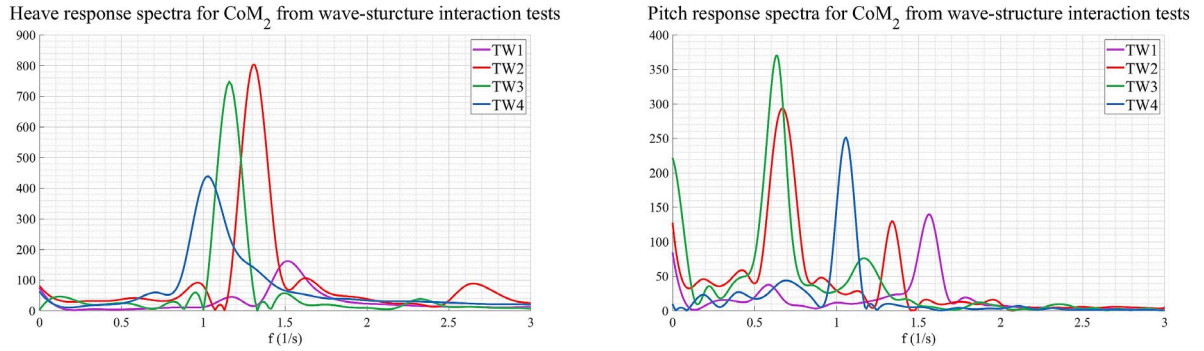 Heave response spectra for CoM2 from wave-sturcture interaction tests
900
800
700
600
500
400
300
200
100
0
0
0.5
1
1.5
2
2.5
3
f (1/s)
TW1
TW2
TW3
TW4
Pitch response spectra for CoM2 from wave-structure interaction tests
400
350
300
250
200
150
100
50
0
0
0.5
1
1.5
2
2.5
3
f (1/s)
TW1
TW2
TW3
TW4